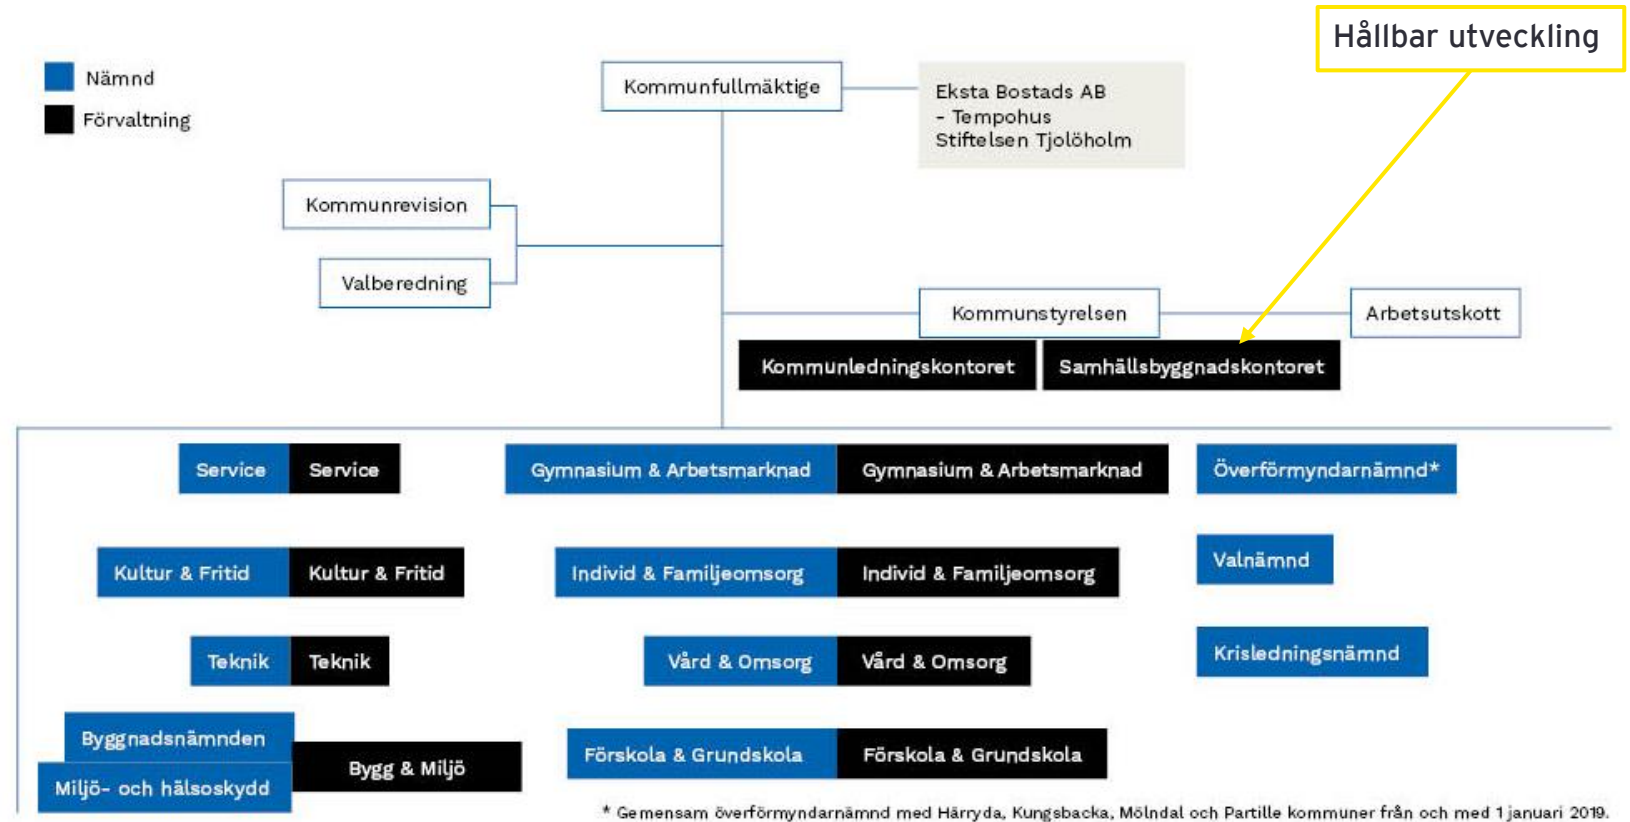 Hållbar utveckling
Nämnd
Förvaltning
Kommunfullmäktige
Eksta Bostads AB
- Tempohus
Stiftelsen Tjolöholm
Kommunrevision
Valberedning
Kommunstyrelsen
Arbetsutskott
Kommunledningskontoret
Samhällsbyggnadskontoret
Service
Service
Gymnasium & Arbetsmarknad
Gymnasium & Arbetsmarknad
Överförmyndarnämnd*
Kultur & Fritid
Kultur & Fritid
Individ & Familjeomsorg
Individ & Familjeomsorg
Valnämnd
Teknik
Teknik
Vård & Omsorg
Vård & Omsorg
Krisledningsnämnd
Byggnadsnämnden
Miljö- och hälsoskydd
Bygg & Miljö
Förskola & Grundskola
Förskola & Grundskola
* Gemensam överförmyndarnämnd med Härryda, Kungsbacka, Mölndal och Partille kommuner från och med 1 januari 2019.